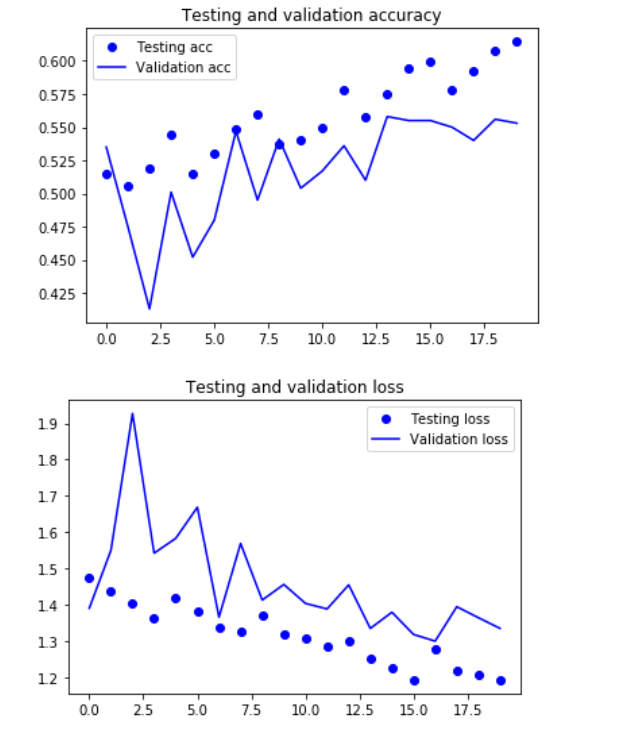 Testing and validation accuracy
Testing acc
Validation acc
0.600
0.575
0.550
0.525
0.500
0.475
0.450
0.425
0.0 2.5 5.0 7.5 10.0 12.5 15.0 17.5
Testing and validation loss
Testing loss
Validation loss
1.9
1.8
1.7
1.6
1.5
1.4
1.3
1.2
0.0 2.5 5.0 7.5 10.0 12.5 15.0 17.5